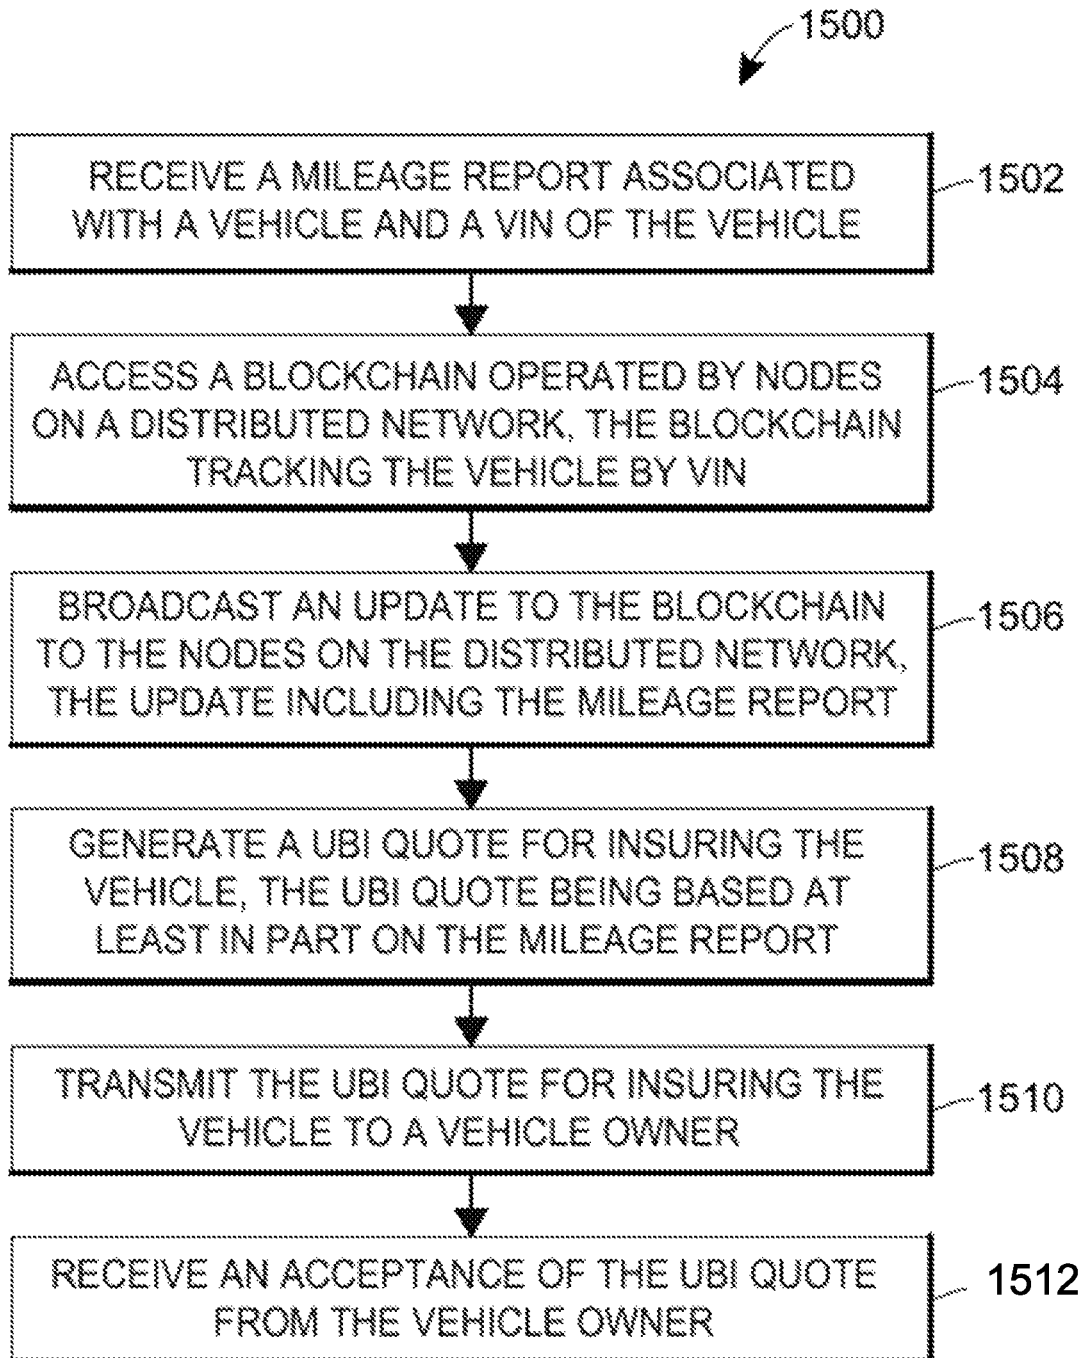 1500
RECEIVE A MILEAGE REPORT ASSOCIATED
WITH A VEHICLE AND A VIN OF THE VEHICLE
1502
ACCESS A BLOCKCHAIN OPERATED BY NODES
ON A DISTRIBUTED NETWORK, THE BLOCKCHAIN
TRACKING THE VEHICLE BY VIN
1504
BROADCAST AN UPDATE TO THE BLOCKCHAIN
TO THE NODES ON THE DISTRIBUTED NETWORK,
THE UPDATE INCLUDING THE MILEAGE REPORT
1506
GENERATE A UBI QUOTE FOR INSURING THE
VEHICLE, THE UBI QUOTE BEING BASED AT
LEAST IN PART ON THE MILEAGE REPORT
1508
TRANSMIT THE UBI QUOTE FOR INSURING THE
VEHICLE TO A VEHICLE OWNER
1510
RECEIVE AN ACCEPTANCE OF THE UBI QUOTE
FROM THE VEHICLE OWNER
1512